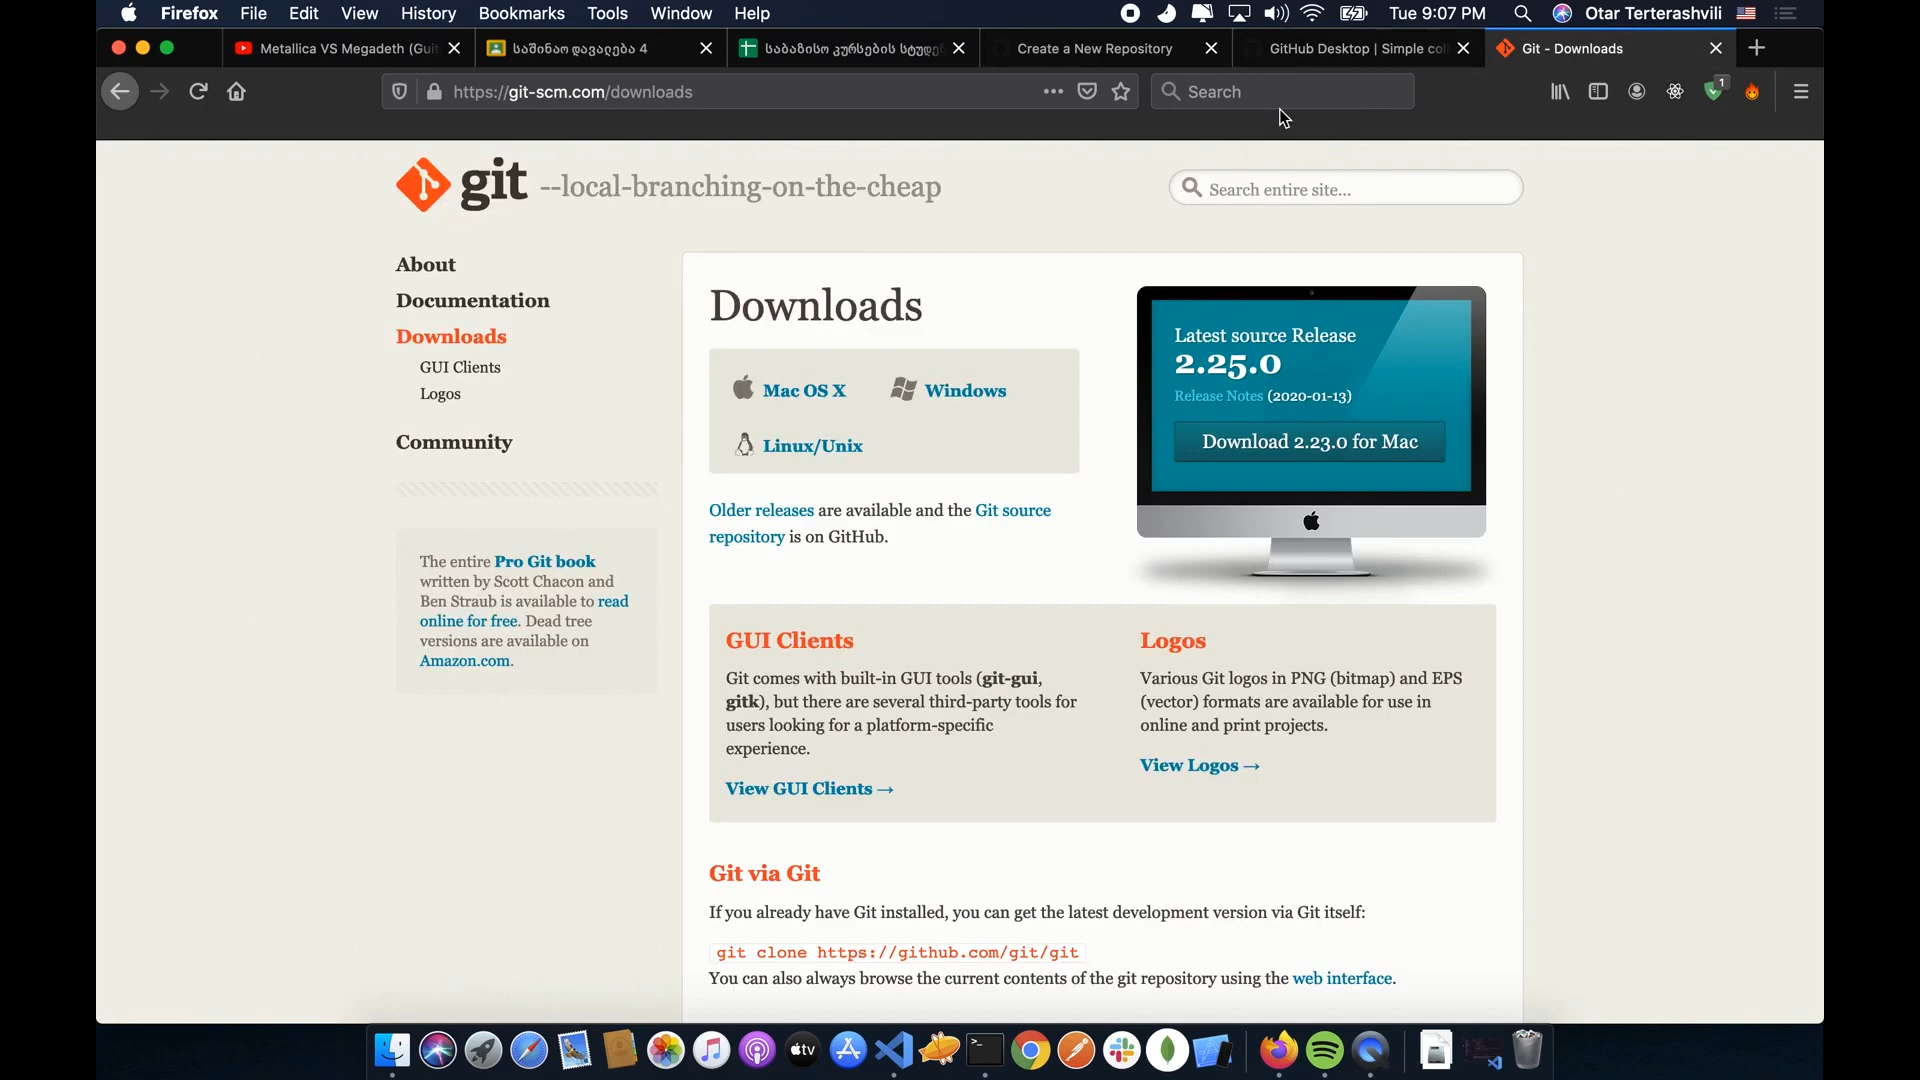 Firefox File Edit View History Bookmarks Tools Window Help Tue 9:07 PM Otar Terterashvili
Metallica VS Megadeth (Guit
საშინაო დავალება 4
საბაზისო კურსების სტუდე
Create a New Repository
GitHub Desktop | Simple col
Git - Downloads
https://git-scm.com/downloads
Search
1
git --local-branching-on-the-cheap
Search entire site...
About
Documentation
Downloads
GUI Clients
Logos
Community
The entire Pro Git book
written by Scott Chacon and
Ben Straub is available to read
online for free. Dead tree
versions are available on
Amazon.com.
Downloads
Mac OS X
Windows
Linux/Unix
Older releases are available and the Git source
repository is on GitHub.
Latest source Release
2.25.0
Release Notes (2020-01-13)
Download 2.23.0 for Mac
GUI Clients
Git comes with built-in GUI tools (git-gui,
gitk), but there are several third-party tools for
users looking for a platform-specific
experience.
View GUI Clients →
Logos
Various Git logos in PNG (bitmap) and EPS
(vector) formats are available for use in
online and print projects.
View Logos →
Git via Git
If you already have Git installed, you can get the latest development version via Git itself:
git clone https://github.com/git/git
You can also always browse the current contents of the git repository using the web interface.
tv